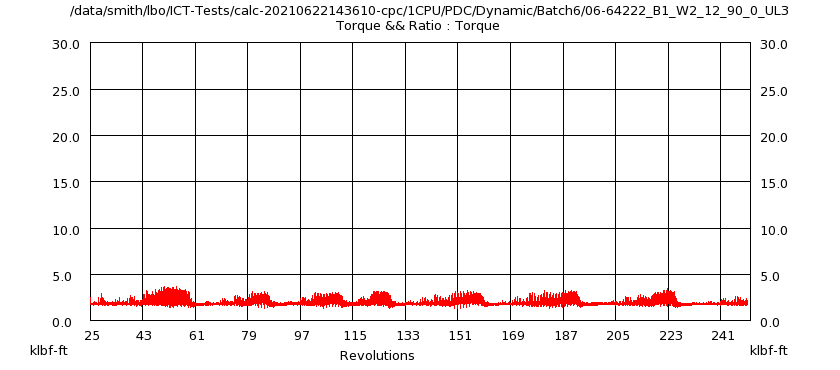 /data/smith/lbo/ICT-Tests/calc-20210622143610-cpc/1CPU/PDC/Dynamic/Batch6/06-64222_B1_W2_12_90_0_UL3
Torque && Ratio : Torque
30.0 30.0
25.0 25.0
20.0 20.0
15.0 15.0
10.0 10.0
5.0 5.0
0.0 0.0
25 43 61 79 97 115 133 151 169 187 205 223 241
klbf-ft klbf-ft
Revolutions